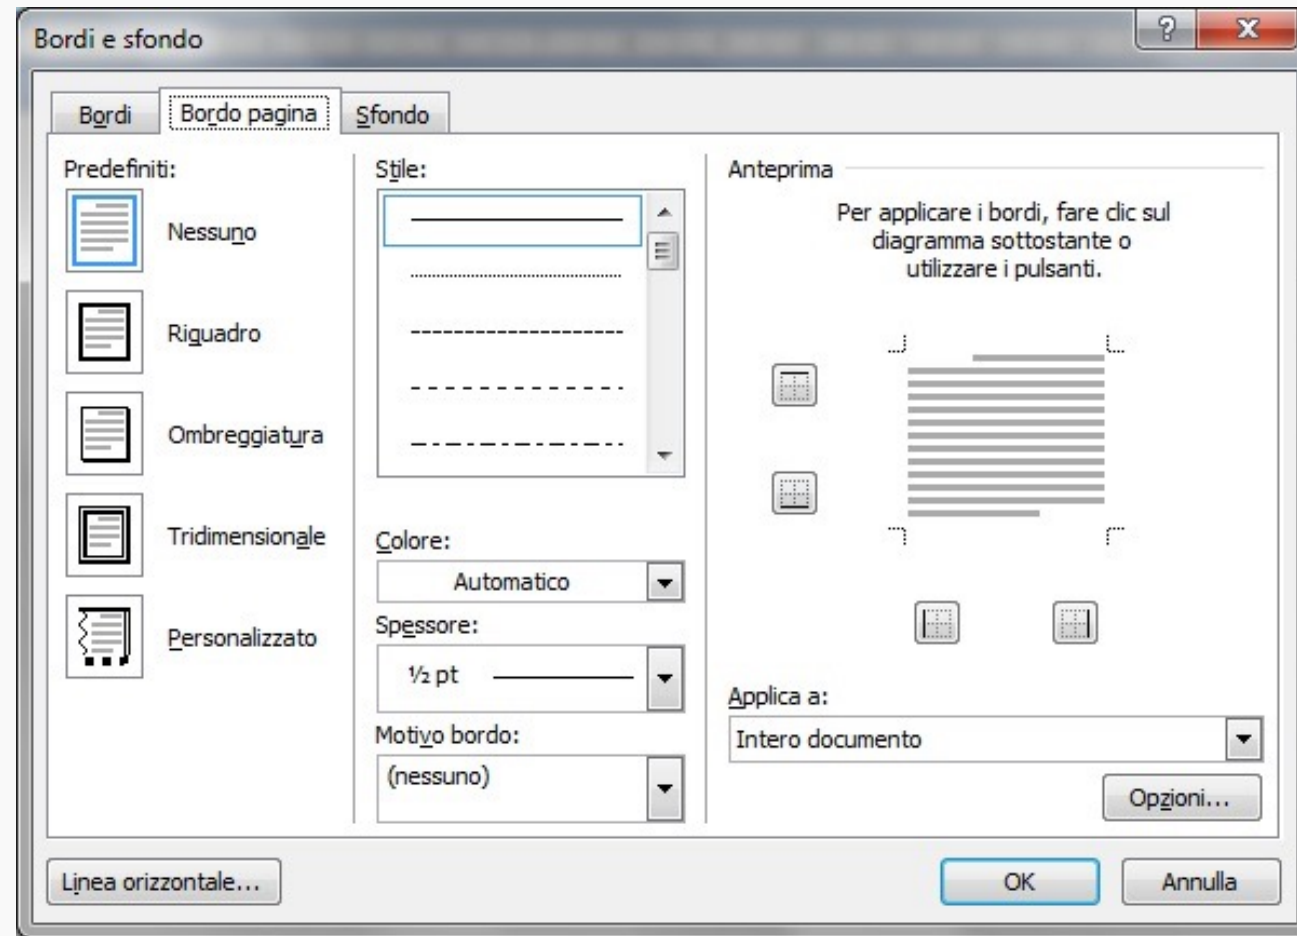 Bordi e sfondo
Bordi
Bordo pagina
Sfondo
Predefiniti:
Nessuno
Riquadro
Ombreggiatura
Tridimensionale
Personalizzato
Stile:
Colore:
Automatico
Spessore:
½ pt
Motivo bordo:
(nessuno)
Anteprima
Per applicare i bordi, fare clic sul
diagramma sottostante o
utilizzare i pulsanti.
Applica a:
Intero documento
Opzioni...
Linea orizzontale...
OK
Annulla